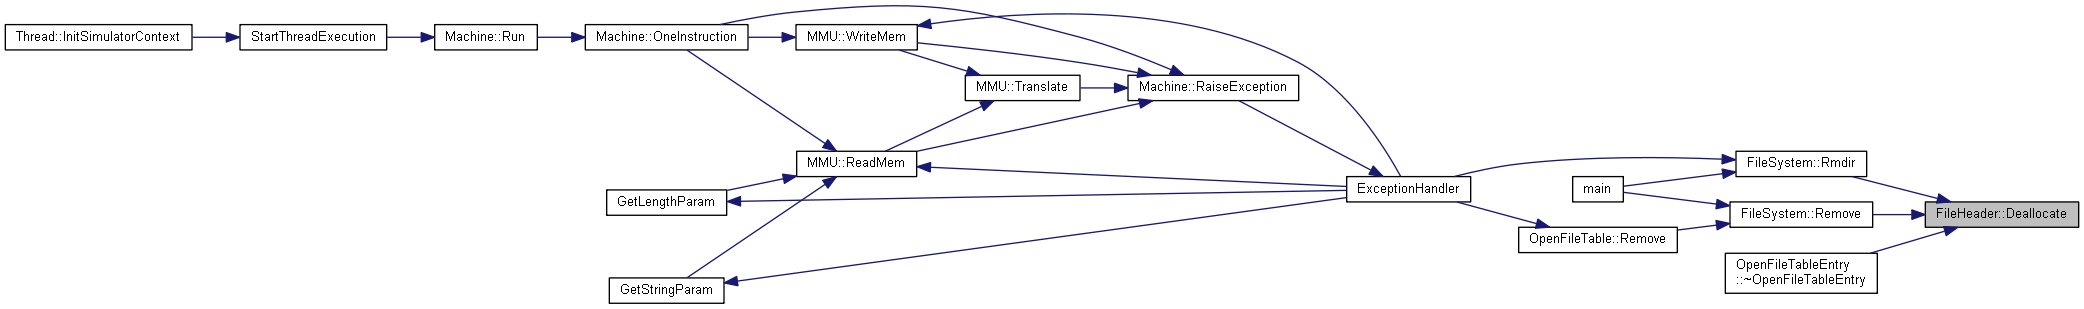 Thread::InitSimulatorContext
StartThreadExecution
Machine::Run
Machine::OneInstruction
MMU::WriteMem
MMU::Translate
Machine::RaiseException
MMU::ReadMem
GetLengthParam
GetStringParam
ExceptionHandler
main
OpenFileTable::Remove
FileSystem::Rmdir
FileSystem::Remove
OpenFileTableEntry
::~OpenFileTableEntry
FileHeader::Deallocate